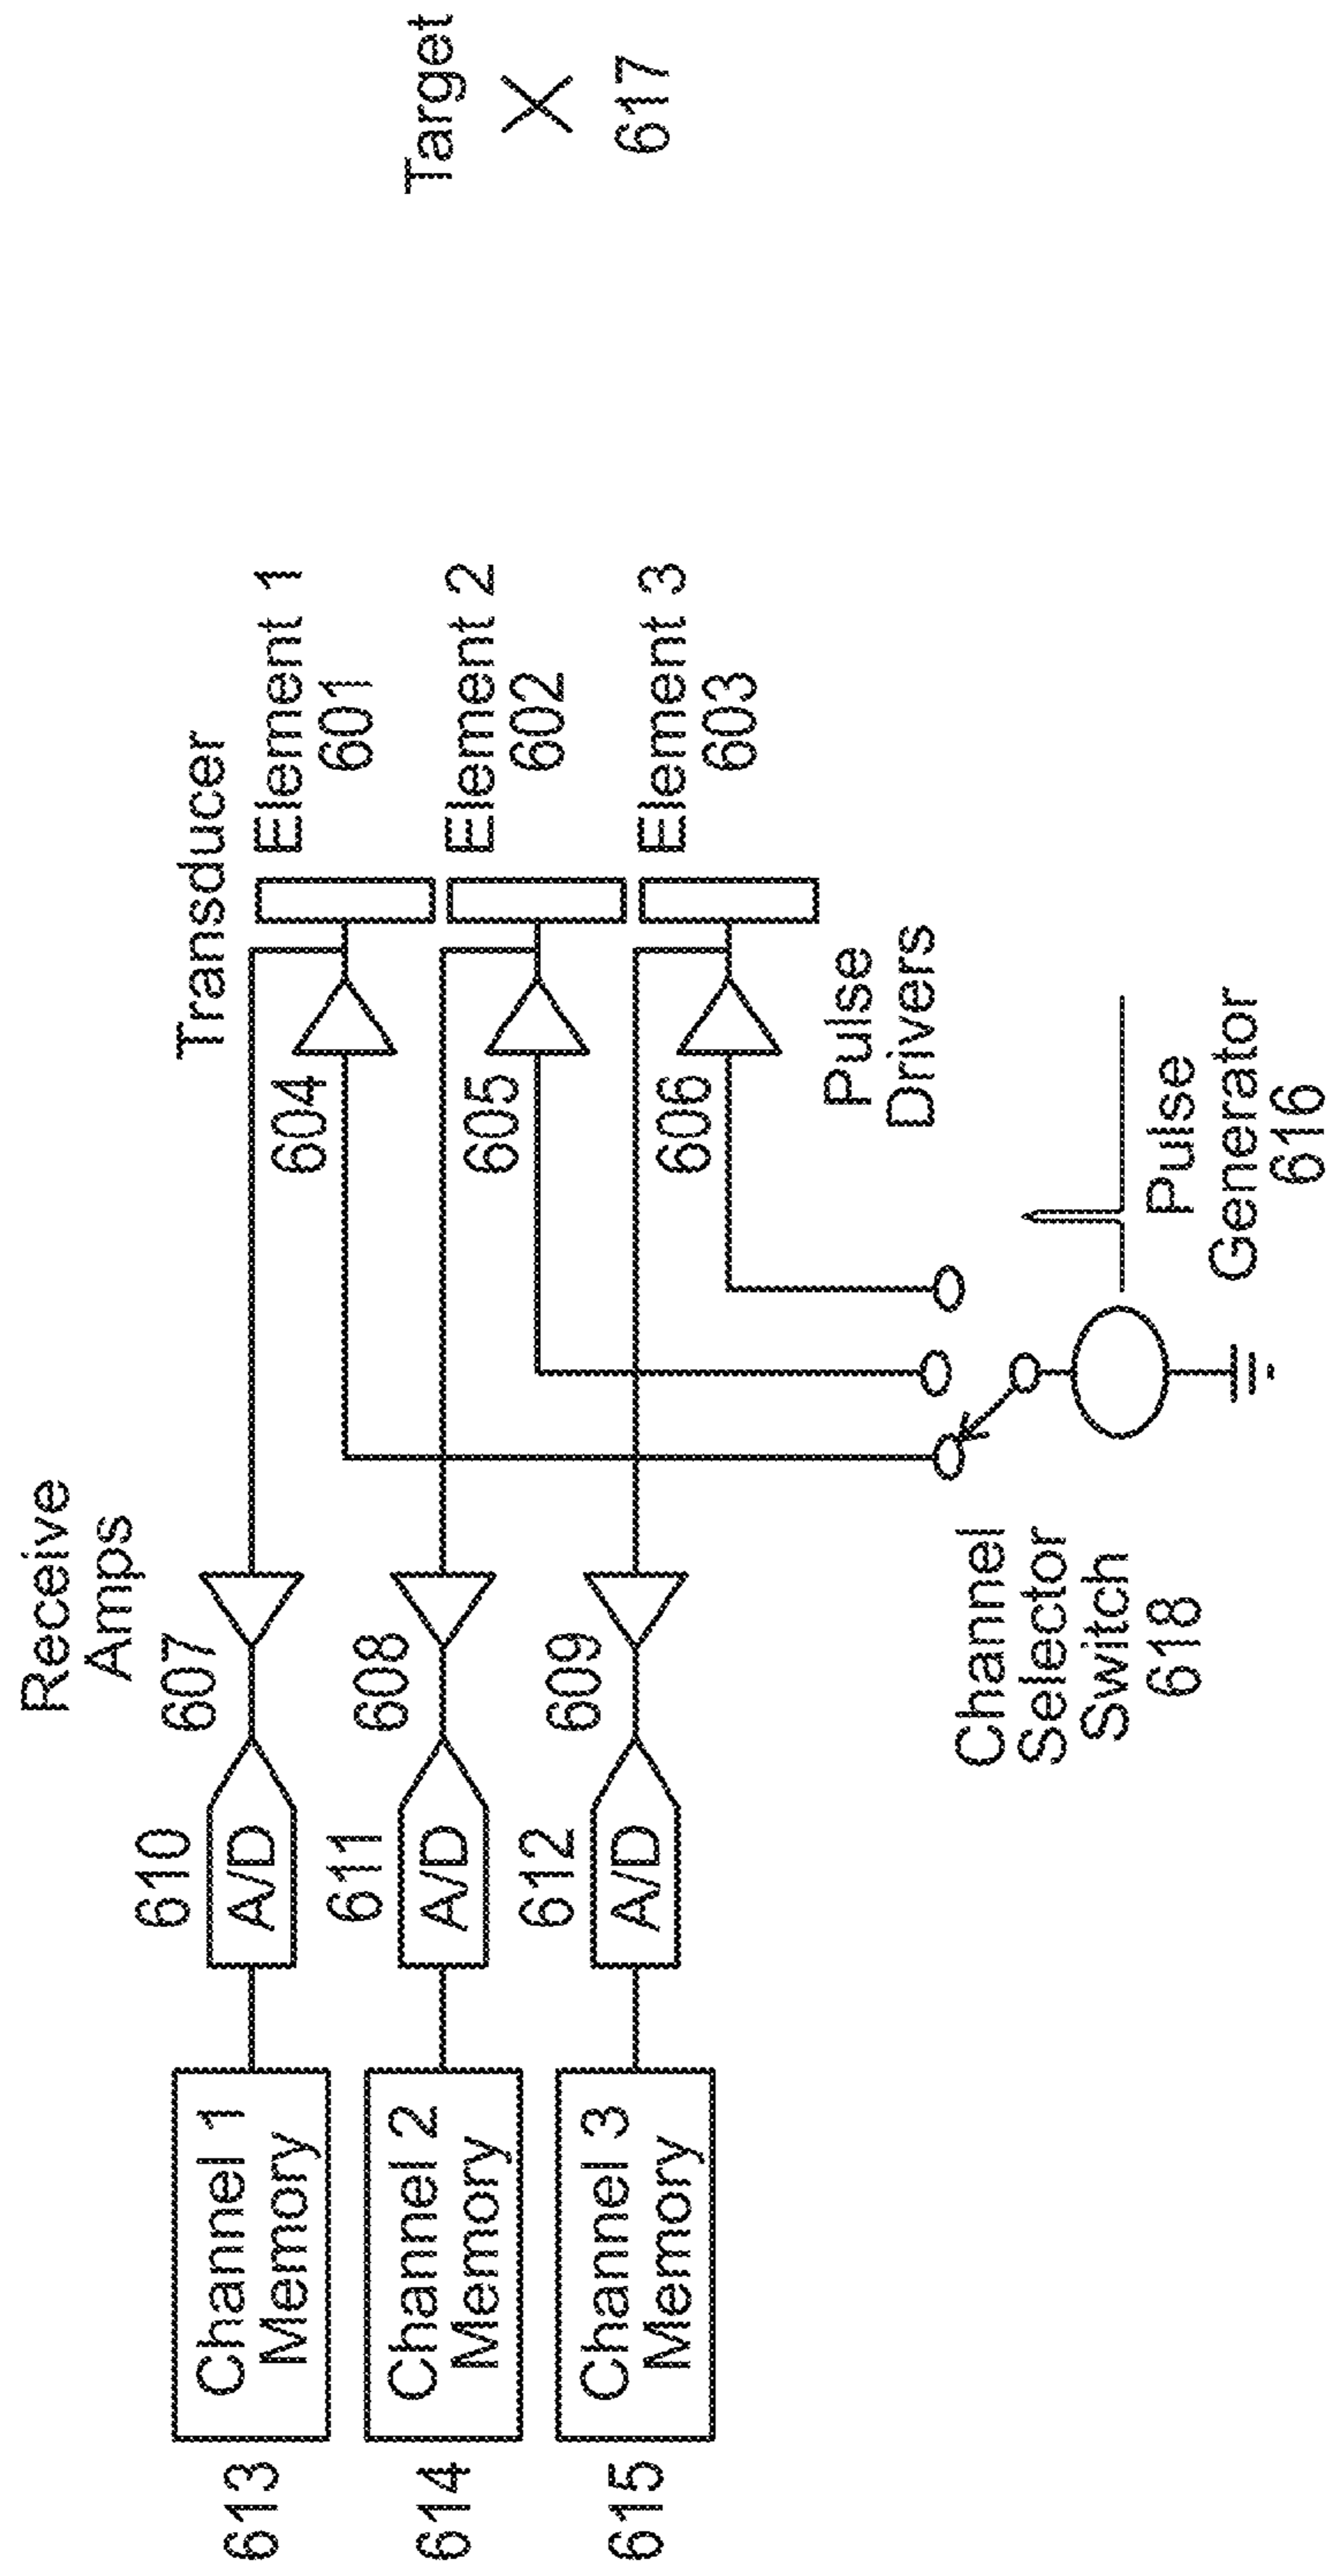 Receive
Amps
Transducer
Target
X
617
613
Channel 1
Memory
610
A/D
607
604
Element 1
601
614
Channel 2
Memory
611
A/D
608
605
Element 2
602
615
Channel 3
Memory
612
A/D
609
606
Element 3
603
Pulse
Drivers
Channel
Selector
Switch
618
Pulse
Generator
616